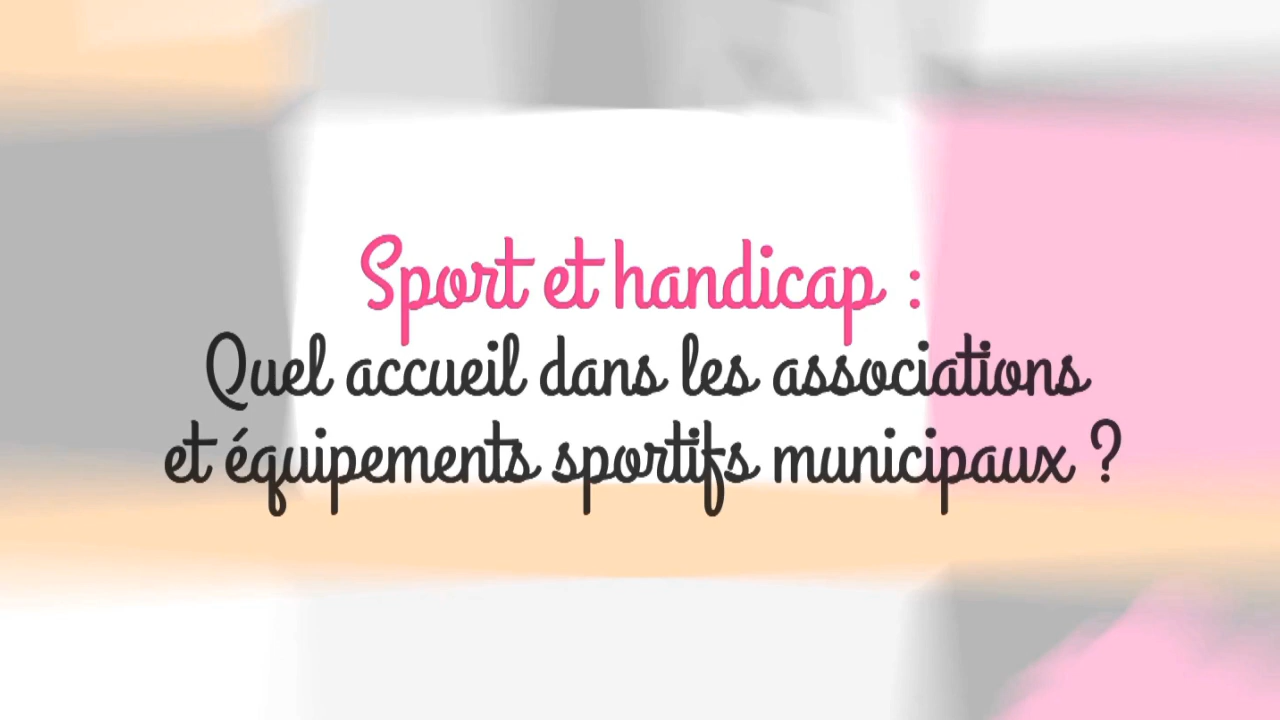 Sport et handicap :
Quel accueil dans les associations
et équipements sportifs municipaux ?